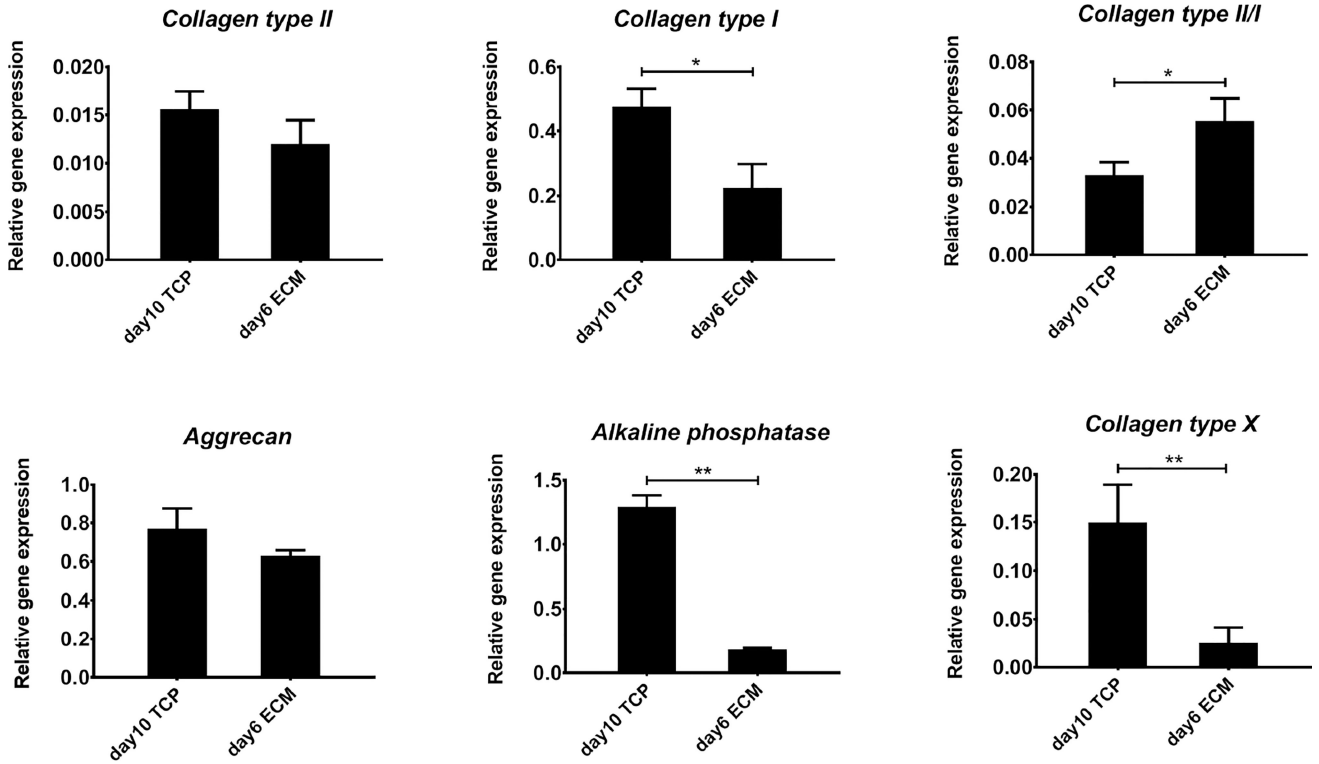 Collagen type II
Relative gene expression
0.020
0.015
0.010
0.005
0.000
day10 TCP
day6 ECM
Collagen type I
Relative gene expression
0.6
0.4
0.2
0.0
*
day10 TCP
day6 ECM
Collagen type II/I
Relative gene expression
0.08
0.06
0.04
0.02
0.00
*
day10 TCP
day6 ECM
Aggrecan
Relative gene expression
1.0
0.8
0.6
0.4
0.2
0.0
day10 TCP
day6 ECM
Alkaline phosphatase
Relative gene expression
1.5
1.0
0.5
0.0
**
day10 TCP
day6 ECM
Collagen type X
Relative gene expression
0.20
0.15
0.10
0.05
0.00
**
day10 TCP
day6 ECM